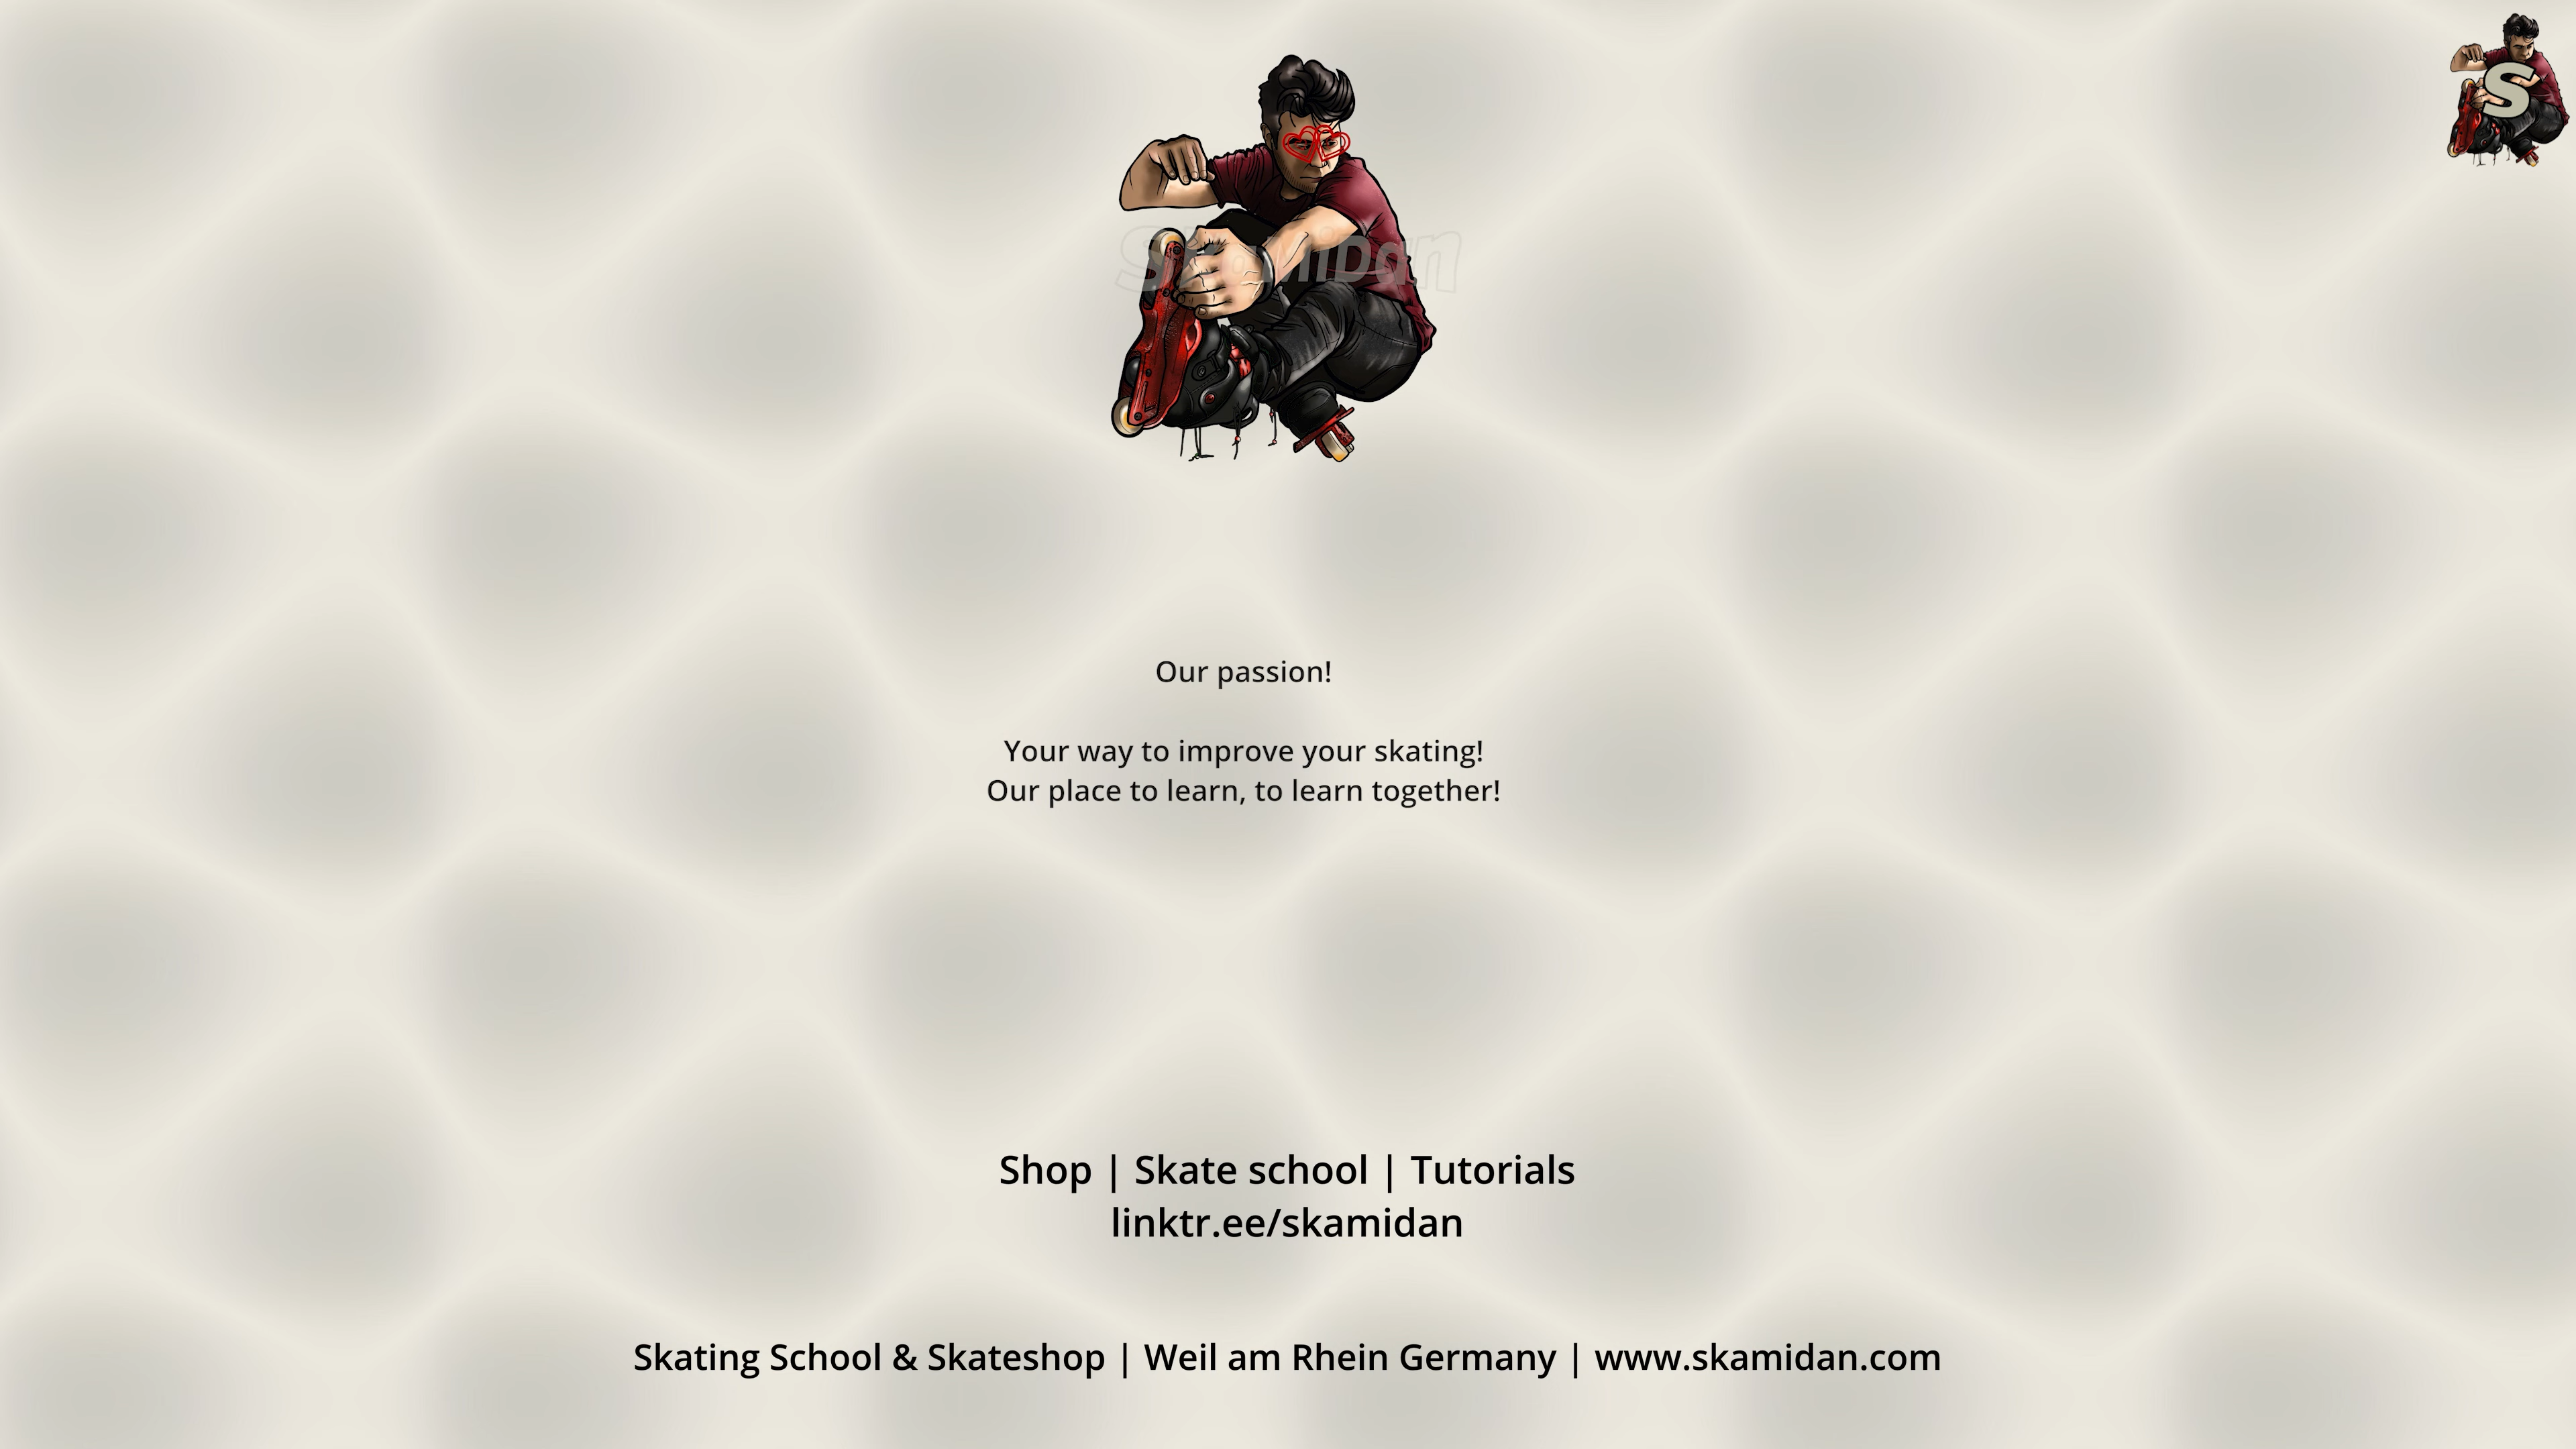 S
SkamiDan
Our passion!
Your way to improve your skating!
Our place to learn, to learn together!
Shop | Skate school | Tutorials
linktr.ee/skamidan
Skating School & Skateshop | Weil am Rhein Germany | www.skamidan.com